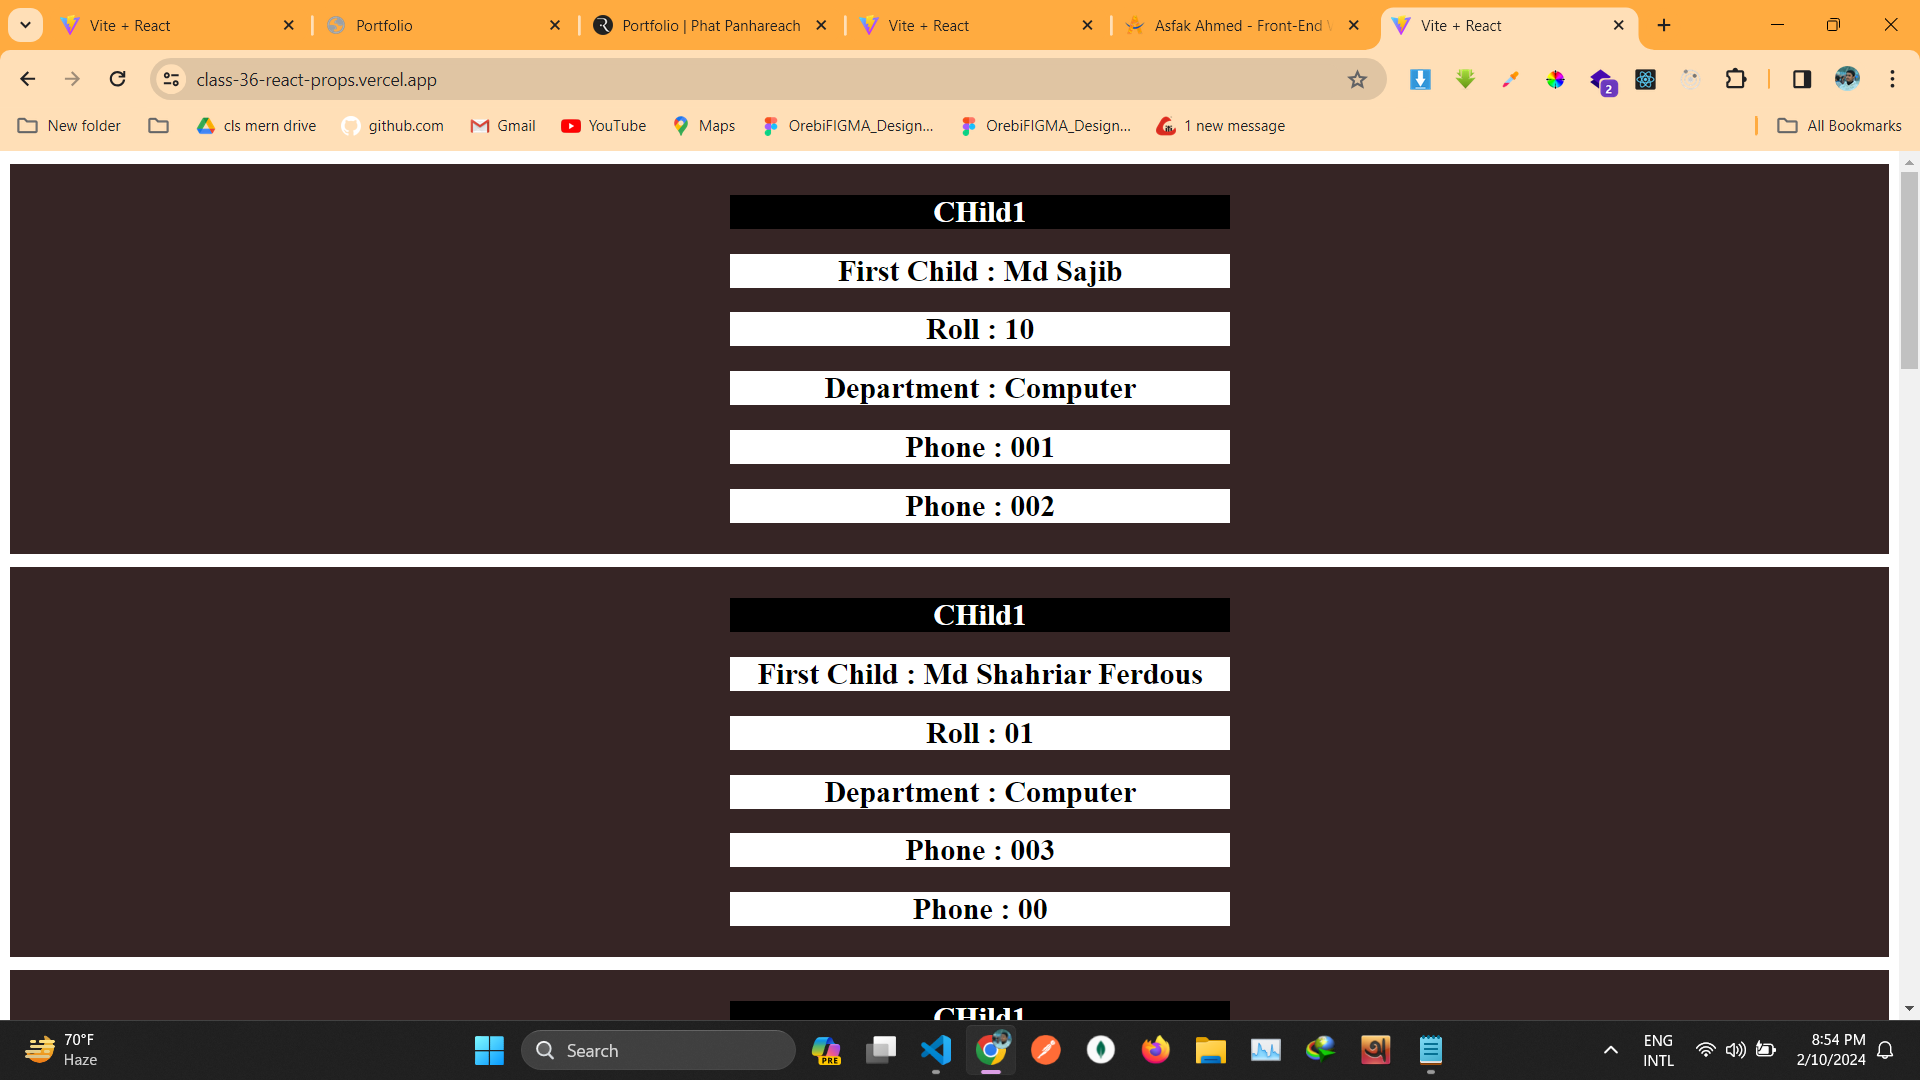 Vite + React
Portfolio
Portfolio | Phat Panhareach
Vite + React
Asfak Ahmed - Front-End
Vite + React
class-36-react-props.vercel.app
2
New folder
cls mern drive
github.com
Gmail
YouTube
Maps
OrebiFIGMA_Design...
OrebiFIGMA_Design...
1 new message
All Bookmarks
CHild1
First Child : Md Sajib
Roll : 10
Department : Computer
Phone : 001
Phone : 002
CHild1
First Child : Md Shahriar Ferdous
Roll : 01
Department : Computer
Phone : 003
Phone : 00
CHild1
70°F
Haze
Search
PRE
ENG
INTL
8:54 PM
2/10/2024